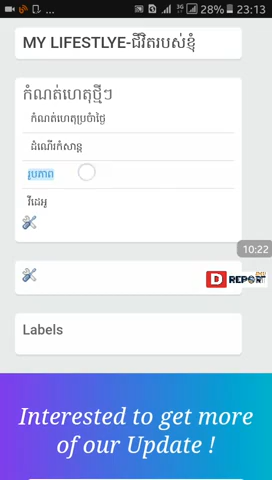 ... 28% 23:13
MY LIFESTLYE-ជីវិតរបស់ខ្ញុំ
កំណត់ហេតុថ្មីៗ
កំណត់ហេតុប្រចាំថ្ងៃ
ដំណើរកំសាន្ត
រូបភាព
វីដេអូ
10:22
D REPORT
Labels
Interested to get more
of our Update !